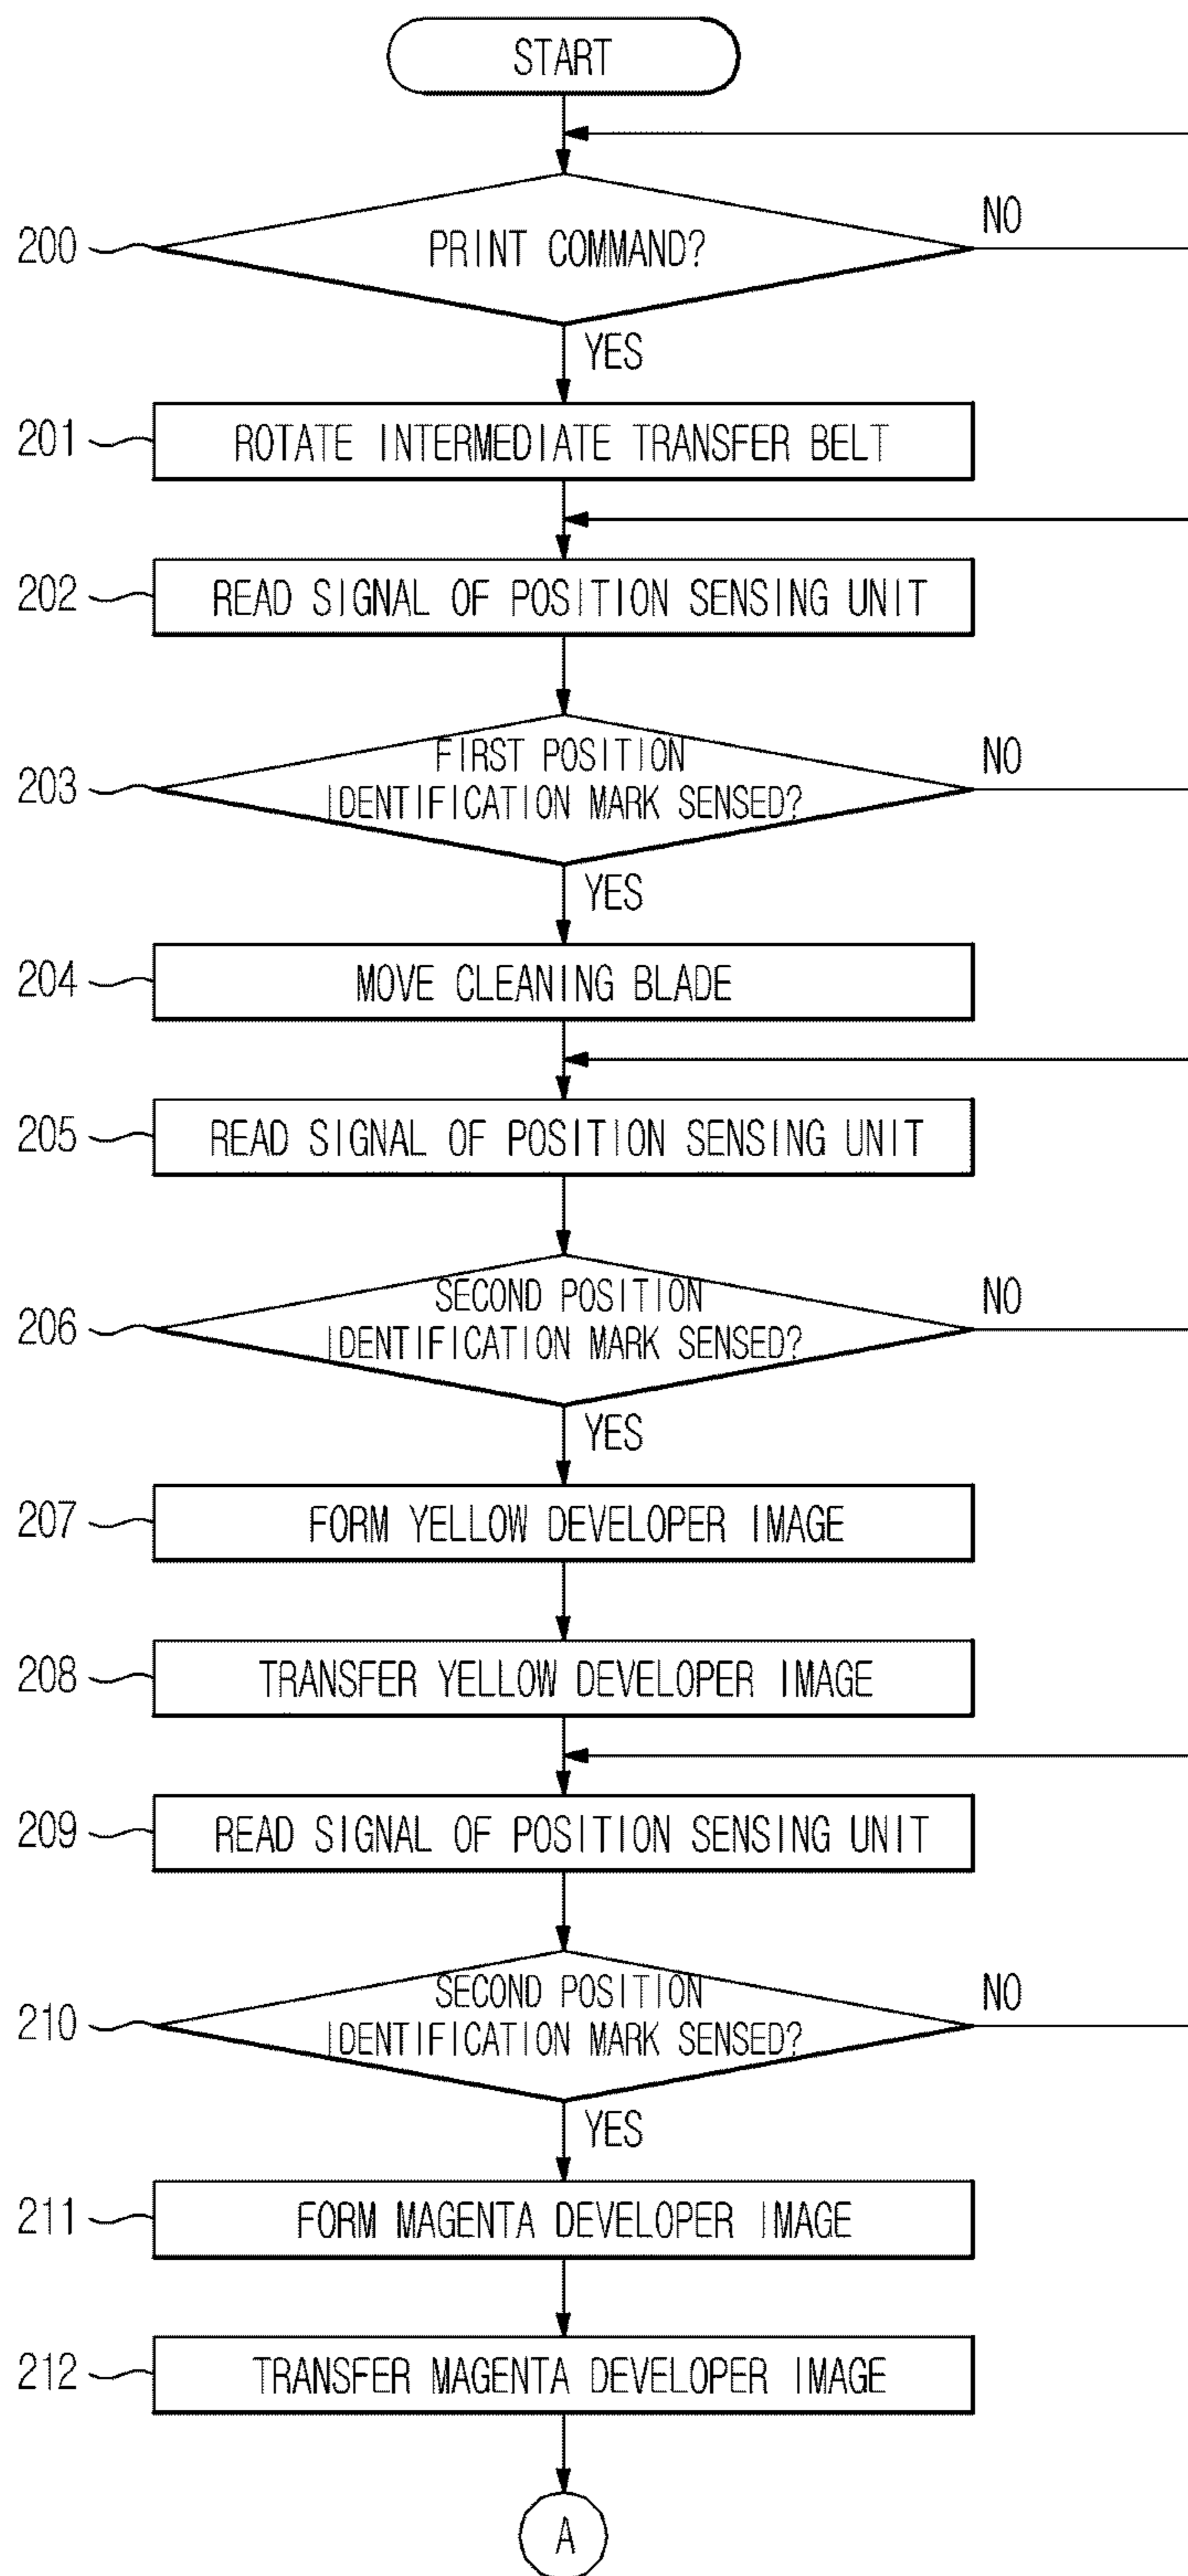 START
200
PRINT COMMAND?
NO
YES
201
ROTATE INTERMEDIATE TRANSFER BELT
202
READ SIGNAL OF POSITION SENSING UNIT
203
FIRST POSITION
IDENTIFICATION MARK SENSED?
NO
YES
204
MOVE CLEANING BLADE
205
READ SIGNAL OF POSITION SENSING UNIT
206
SECOND POSITION
IDENTIFICATION MARK SENSED?
NO
YES
207
FORM YELLOW DEVELOPER IMAGE
208
TRANSFER YELLOW DEVELOPER IMAGE
209
READ SIGNAL OF POSITION SENSING UNIT
210
SECOND POSITION
IDENTIFICATION MARK SENSED?
NO
YES
211
FORM MAGENTA DEVELOPER IMAGE
212
TRANSFER MAGENTA DEVELOPER IMAGE
A